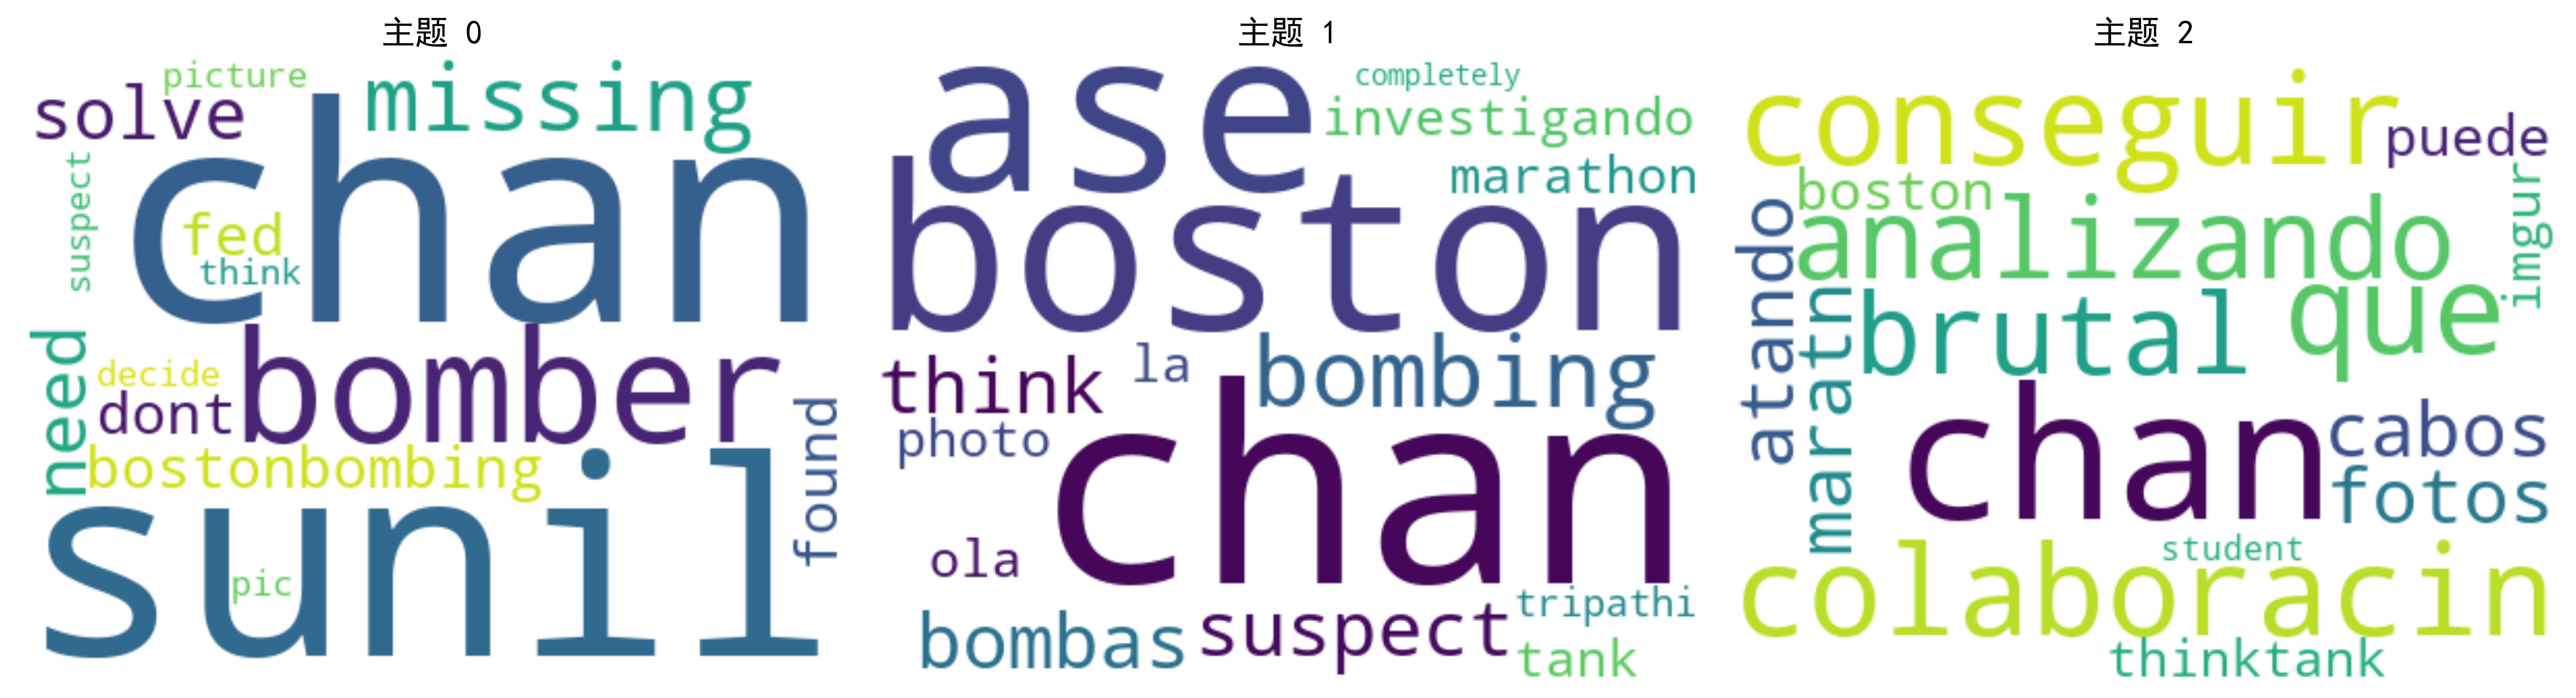 主题 0
picture
solve
missing
chan
suspect
fed
think
need
decide
dont
bomber
bostonbombing
found
sunil
pic
主题 1
ase
completely
investigando
marathon
boston
think
la
bombing
photo
chan
ola
bombas
suspect
tripathi
tank
主题 2
conseguir
puede
boston
imgur
atando
analizando
maratn
brutal
que
chan
cabos
fotos
student
colaboracin
thinktank